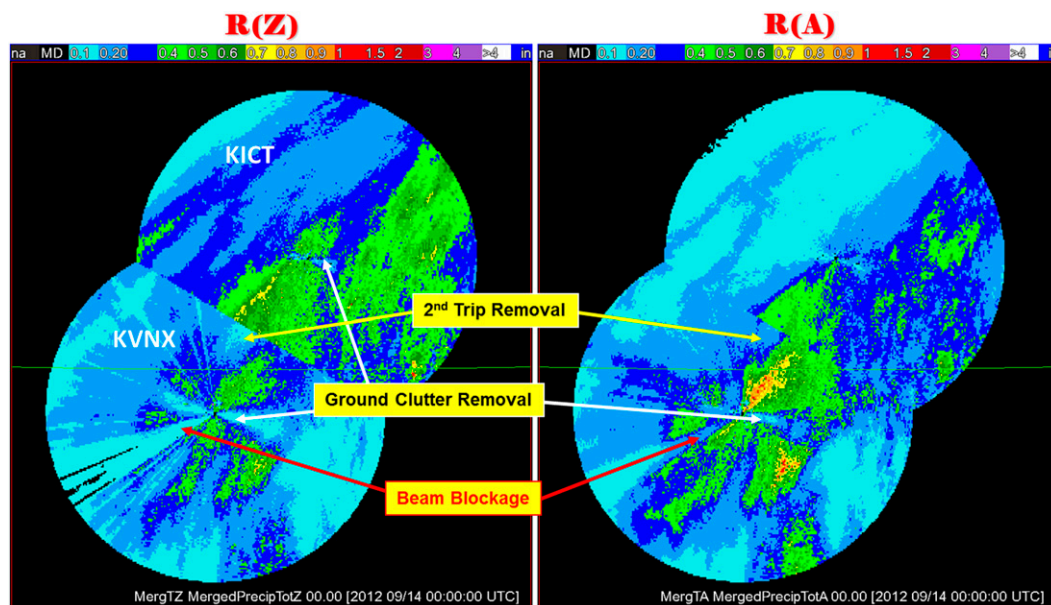 R(Z)
R(A)
na MD 0.1 0.20 0.4 0.5 0.6 0.7 0.8 0.9 1 1.5 2 3 4 >4 in
na MD 0.1 0.20 0.4 0.5 0.6 0.7 0.8 0.9 1 1.5 2 3 4 >4 in
KICT
KVNX
2nd Trip Removal
Ground Clutter Removal
Beam Blockage
MergTZ MergedPrecipTotZ 00.00 [2012 09/14 00:00:00 UTC]
MergTA MergedPrecipTotA 00.00 [2012 09/14 00:00:00 UTC]